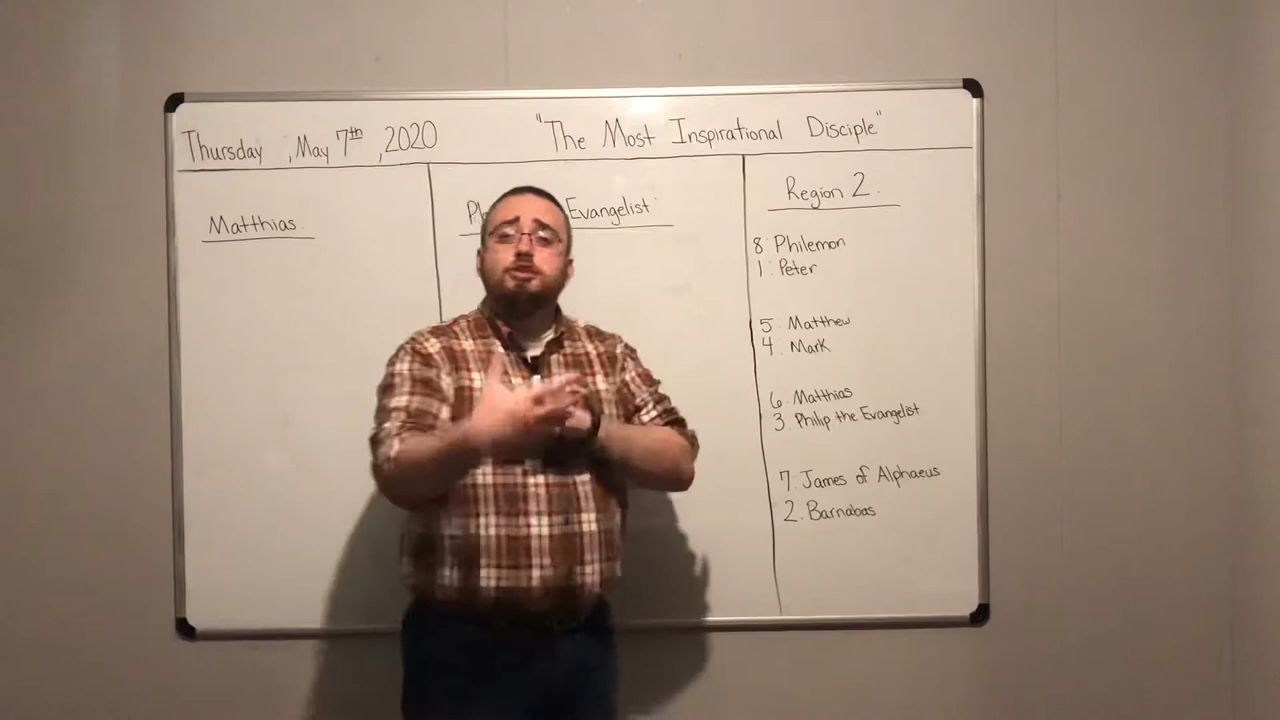 Thursday, May 7th, 2020
"The Most Inspirational Disciple"
Matthias
Evangelist
Region 2
8. Philemon
1. Peter
5. Matthew
4. Mark
6. Matthias
3. Philip the Evangelist
7. James of Alphaeus
2. Barnabas